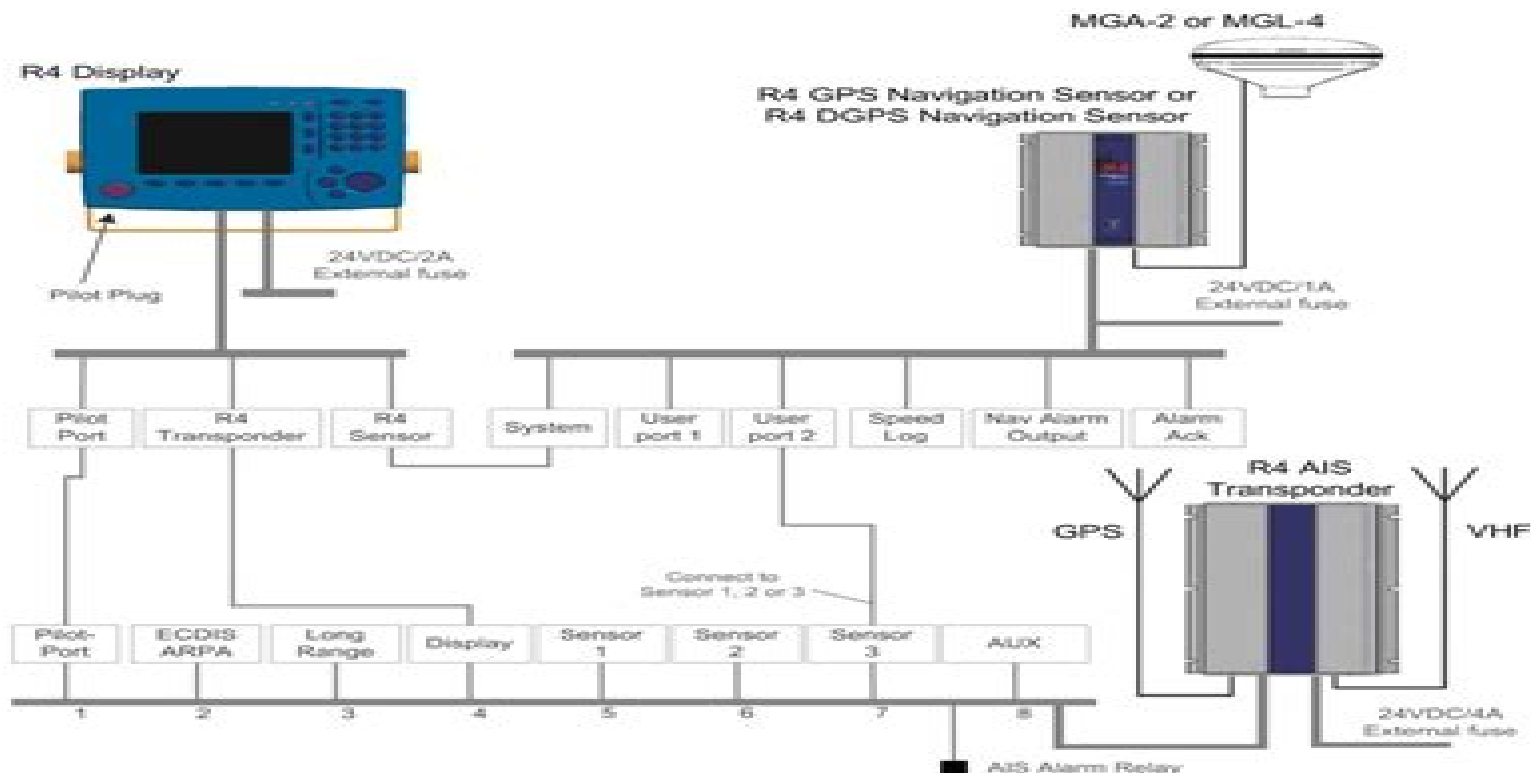 MGA-2 or MGL-4
R4 Display
R4 GPS Navigation Sensor or
R4 DGPS Navigation Sensor
24VDC/2A
External fuse
Pilot Plug
24VDC/1A
External fuse
Pilot
Port
R4
Transponder
R4
Sensor
System
User
port 1
User
port 2
Speed
Log
Nav Alarm
Output
Alarm
Ack
R4 AIS
Transponder
GPS
VHF
Connect to
Sensor 1, 2 or 3
Pilot-
Port
ECDIS
ARPA
Long
Range
Display
Sensor
1
Sensor
2
Sensor
3
AUX
1
2
3
4
5
6
7
8
24VDC/4A
External fuse
AIS Alarm Relay